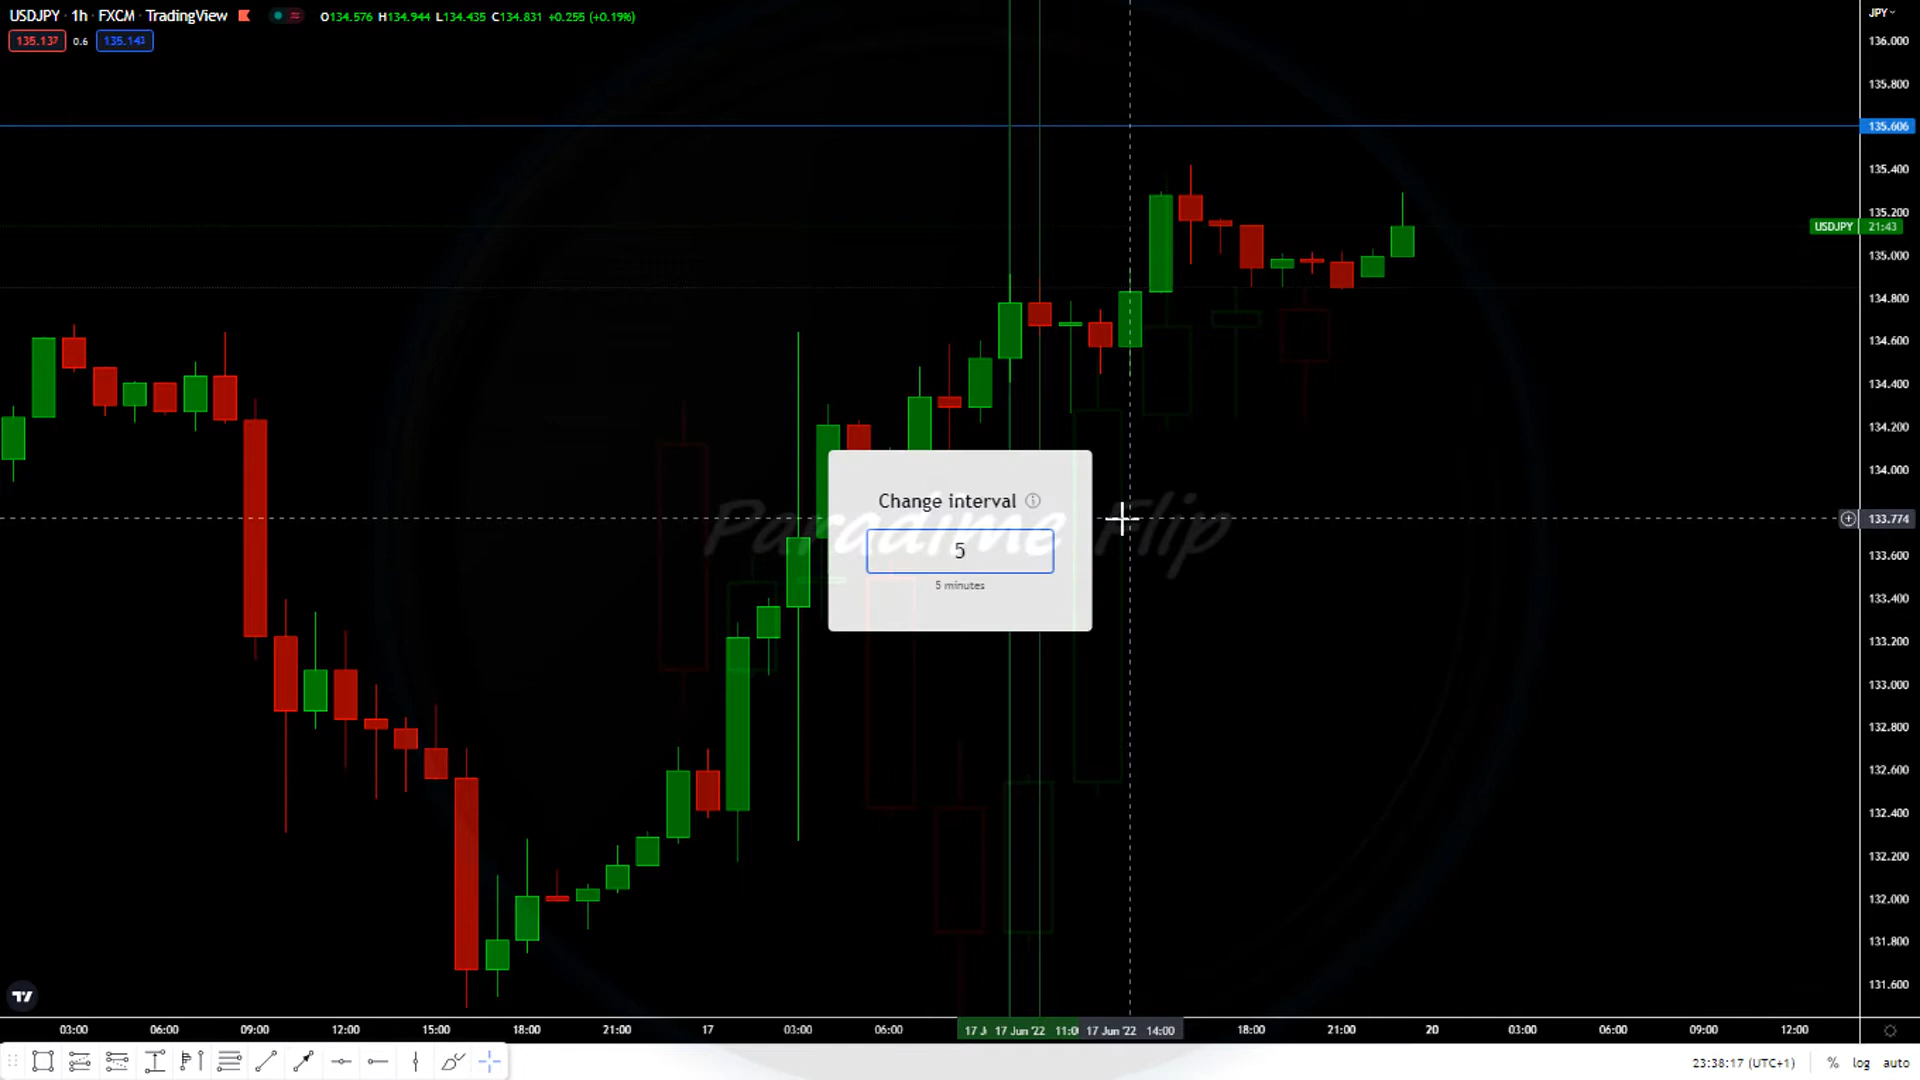 USDJPY · 1h · FXCM · TradingView O134.576 H134.944 L134.435 C134.831 +0.255 (+0.19%)
135.137 0.6 135.143
JPY
136.000
135.800
135.606
135.400
135.200
USDJPY 21:43
135.000
134.800
134.600
134.400
134.200
134.000
133.774
133.600
133.400
133.200
133.000
132.800
132.600
132.400
132.200
132.000
131.800
131.600
Paradime Flip
Change interval
5
5 minutes
03:00 06:00 09:00 12:00 15:00 18:00 21:00 17 03:00 06:00 17 J 17 Jun '22 11:0 17 Jun '22 14:00 18:00 21:00 20 03:00 06:00 09:00 12:00
23:38:17 (UTC+1) % log auto